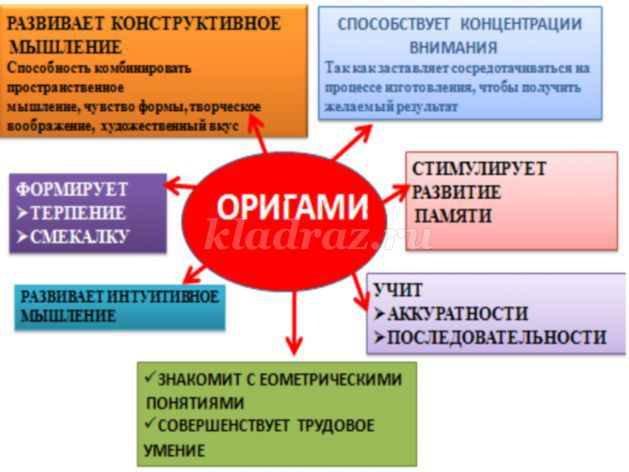 РАЗВИВАЕТ КОНСТРУКТИВНОЕ
МЫШЛЕНИЕ
Способность комбинировать
пространственное
мышление, чувство формы, творческое
воображение, художественный вкус
СПОСОБСТВУЕТ КОНЦЕНТРАЦИИ
ВНИМАНИЯ
Так как заставляет сосредотачиваться на
процессе изготовления, чтобы получить
желаемый результат
ФОРМИРУЕТ
➢ТЕРПЕНИЕ
➢СМЕКАЛКУ
ОРИГАМИ
kladraz.ru
СТИМУЛИРУЕТ
РАЗВИТИЕ
ПАМЯТИ
РАЗВИВАЕТ ИНТУИТИВНОЕ
МЫШЛЕНИЕ
УЧИТ
➢АККУРАТНОСТИ
➢ПОСЛЕДОВАТЕЛЬНОСТИ
✓ЗНАКОМИТ С ЕОМЕТРИЧЕСКИМИ
ПОНЯТИЯМИ
✓СОВЕРШЕНСТВУЕТ ТРУДОВОЕ
УМЕНИЕ